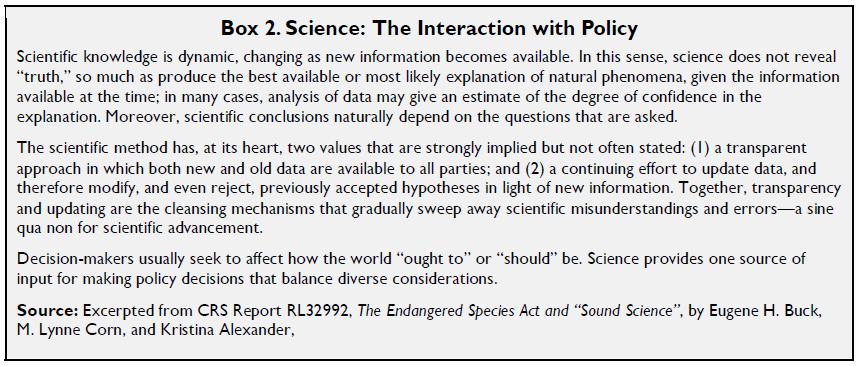 Box 2. Science: The Interaction with Policy
Scientific knowledge is dynamic, changing as new information becomes available. In this sense, science does not reveal
“truth,” so much as produce the best available or most likely explanation of natural phenomena, given the information
available at the time; in many cases, analysis of data may give an estimate of the degree of confidence in the
explanation. Moreover, scientific conclusions naturally depend on the questions that are asked.
The scientific method has, at its heart, two values that are strongly implied but not often stated: (1) a transparent
approach in which both new and old data are available to all parties; and (2) a continuing effort to update data, and
therefore modify, and even reject, previously accepted hypotheses in light of new information. Together, transparency
and updating are the cleansing mechanisms that gradually sweep away scientific misunderstandings and errors—a sine
qua non for scientific advancement.
Decision-makers usually seek to affect how the world “ought to” or “should” be. Science provides one source of
input for making policy decisions that balance diverse considerations.
Source: Excerpted from CRS Report RL32992, The Endangered Species Act and “Sound Science”, by Eugene H. Buck,
M. Lynne Corn, and Kristina Alexander,